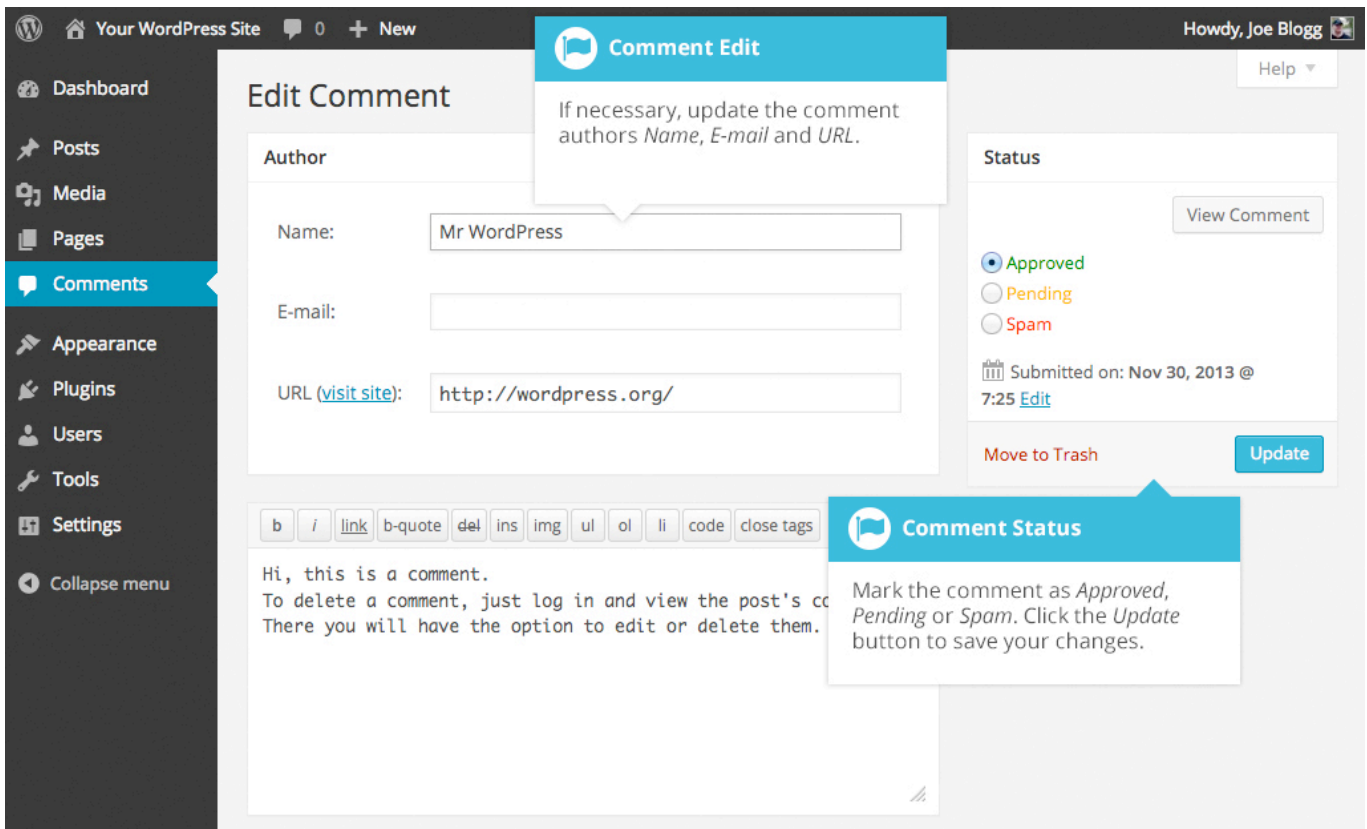 Your WordPress Site 0 + New
Howdy, Joe Blogg
Help
Dashboard
Posts
Media
Pages
Comments
Appearance
Plugins
Users
Tools
Settings
Collapse menu
Edit Comment
Comment Edit
If necessary, update the comment
authors Name, E-mail and URL.
Author
Name: Mr WordPress
E-mail:
URL (visit site): http://wordpress.org/
Status
View Comment
Approved
Pending
Spam
Submitted on: Nov 30, 2013 @
7:25 Edit
Move to Trash Update
b i link b-quote del ins img ul ol li code close tags
Hi, this is a comment.
To delete a comment, just log in and view the post's
There you will have the option to edit or delete them.
Comment Status
Mark the comment as Approved,
Pending or Spam. Click the Update
button to save your changes.